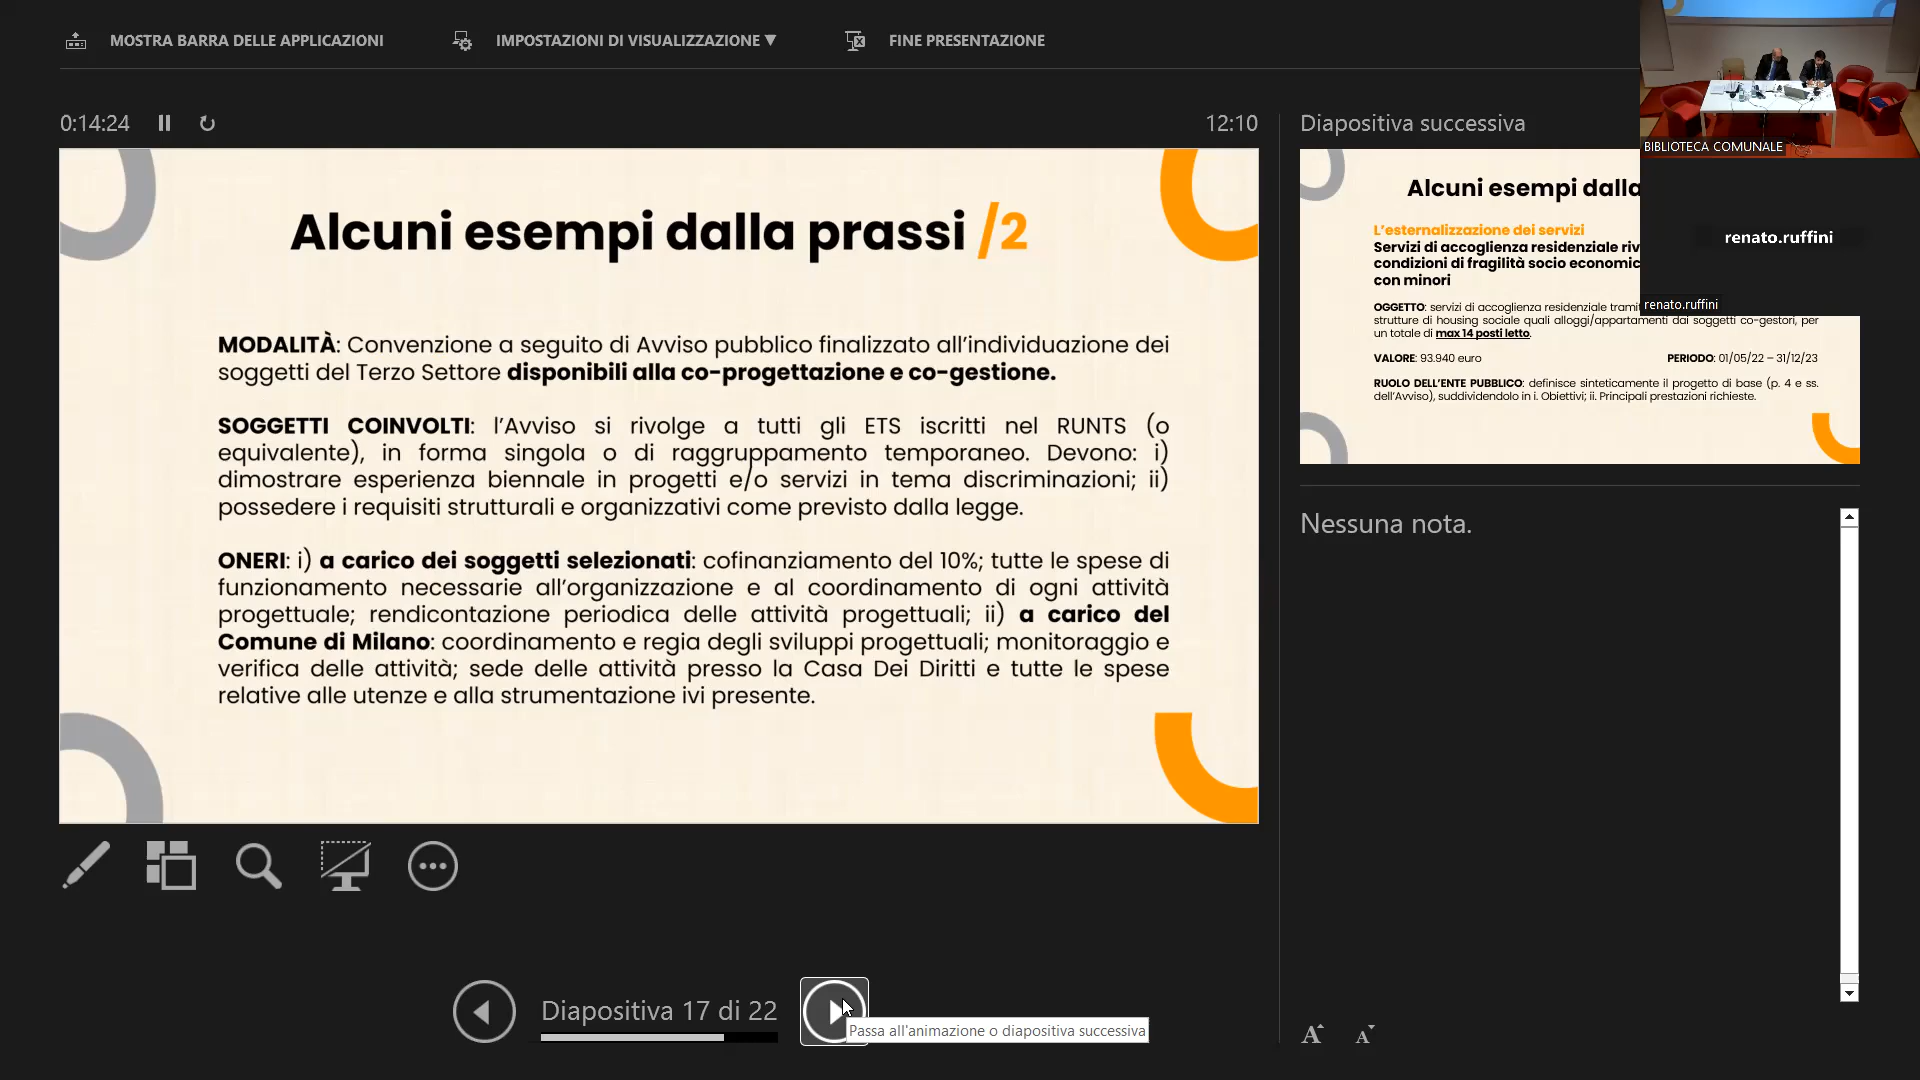 MOSTRA BARRA DELLE APPLICAZIONI
IMPOSTAZIONI DI VISUALIZZAZIONE ▼
FINE PRESENTAZIONE
0:14:24
12:10
Alcuni esempi dalla prassi /2
MODALITÀ: Convenzione a seguito di Avviso pubblico finalizzato all'individuazione dei
soggetti del Terzo Settore disponibili alla co-progettazione e co-gestione.
SOGGETTI COINVOLTI: l'Avviso si rivolge a tutti gli ETS iscritti nel RUNTS (o
equivalente), in forma singola o di raggruppamento temporaneo. Devono: i)
dimostrare esperienza biennale in progetti e/o servizi in tema discriminazioni; ii)
possedere i requisiti strutturali e organizzativi come previsto dalla legge.
ONERI: i) a carico dei soggetti selezionati: cofinanziamento del 10%; tutte le spese di
funzionamento necessarie all'organizzazione e al coordinamento di ogni attività
progettuale; rendicontazione periodica delle attività progettuali; ii) a carico del
Comune di Milano: coordinamento e regia degli sviluppi progettuali; monitoraggio e
verifica delle attività; sede delle attività presso la Casa Dei Diritti e tutte le spese
relative alle utenze e alla strumentazione ivi presente.
Diapositiva 17 di 22
Passa all'animazione o diapositiva successiva
Diapositiva successiva
Alcuni esempi dalla
L'esternalizzazione dei servizi
Servizi di accoglienza residenziale
condizioni di fragilità socio
con minori
OGGETTO: servizi di accoglienza residenziale
strutture di housing sociale quali alloggi/appartamenti dai soggetti co-gestori, per
un totale di max 14 posti letto.
VALORE: 93.940 euro PERIODO: 01/05/22 – 31/12/23
RUOLO DELL'ENTE PUBBLICO: definisce sinteticamente il progetto di base (p. 4 e ss.
dell'Avviso), suddividendolo in i. Obiettivi; ii. Principali prestazioni richieste.
Nessuna nota.
A A
BIBLIOTECA COMUNALE
renato.ruffini
renato.ruffini